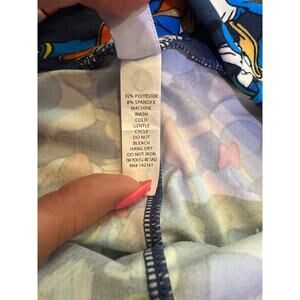 92% POLYESTER
8% SPANDEX
MACHINE
WASH
COLD
GENTLE
CYCLE
DO NOT
BLEACH
HANG DRY
DO NOT IRON
OR YOU'LL BE SAD
RN# 142161